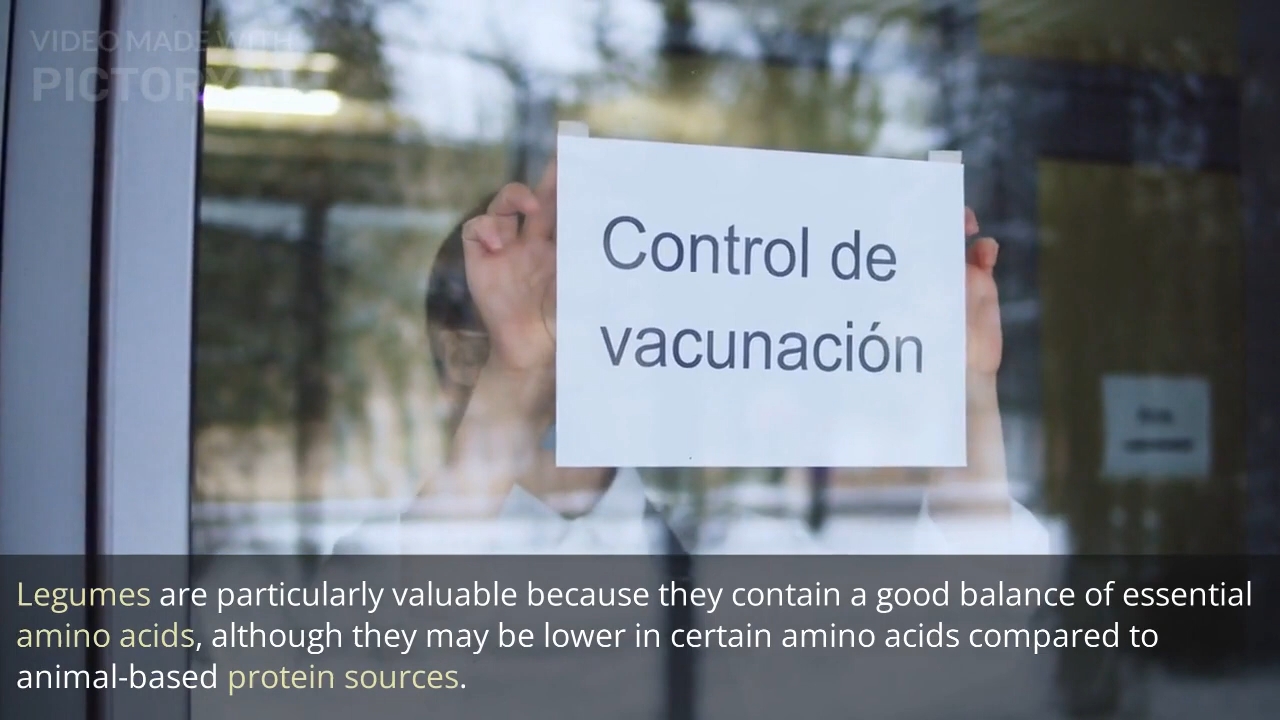 VIDEO MADE WITH
PICTORY.AI
Control de
vacunación
Legumes are particularly valuable because they contain a good balance of essential
amino acids, although they may be lower in certain amino acids compared to
animal-based protein sources.